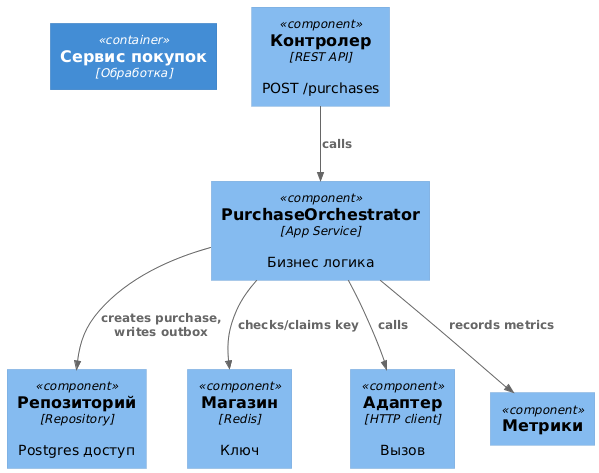 «container»
Сервис покупок
[Обработка]
«component»
Контролер
[REST API]
POST /purchases
calls
«component»
PurchaseOrchestrator
[App Service]
Бизнес логика
creates purchase,
writes outbox
checks/claims key
calls
records metrics
«component»
Репозиторий
[Repository]
Postgres доступ
«component»
Магазин
[Redis]
Ключ
«component»
Адаптер
[HTTP client]
Вызов
«component»
Метрики